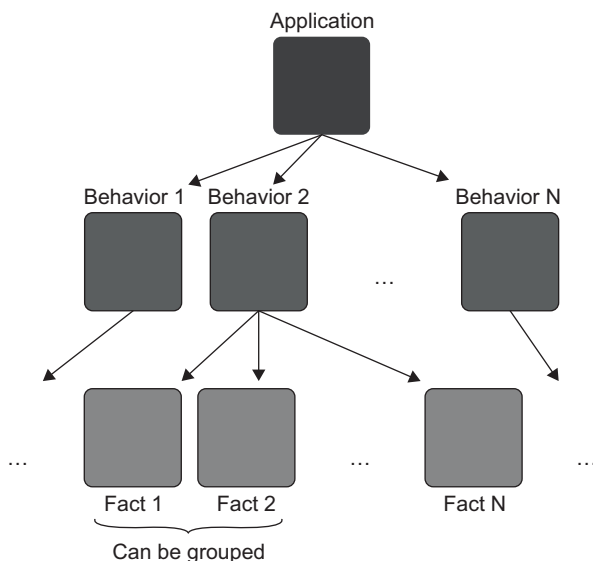 Application
Behavior 1 Behavior 2 Behavior N
...
... ... ...
Fact 1 Fact 2 Fact N
Can be grouped